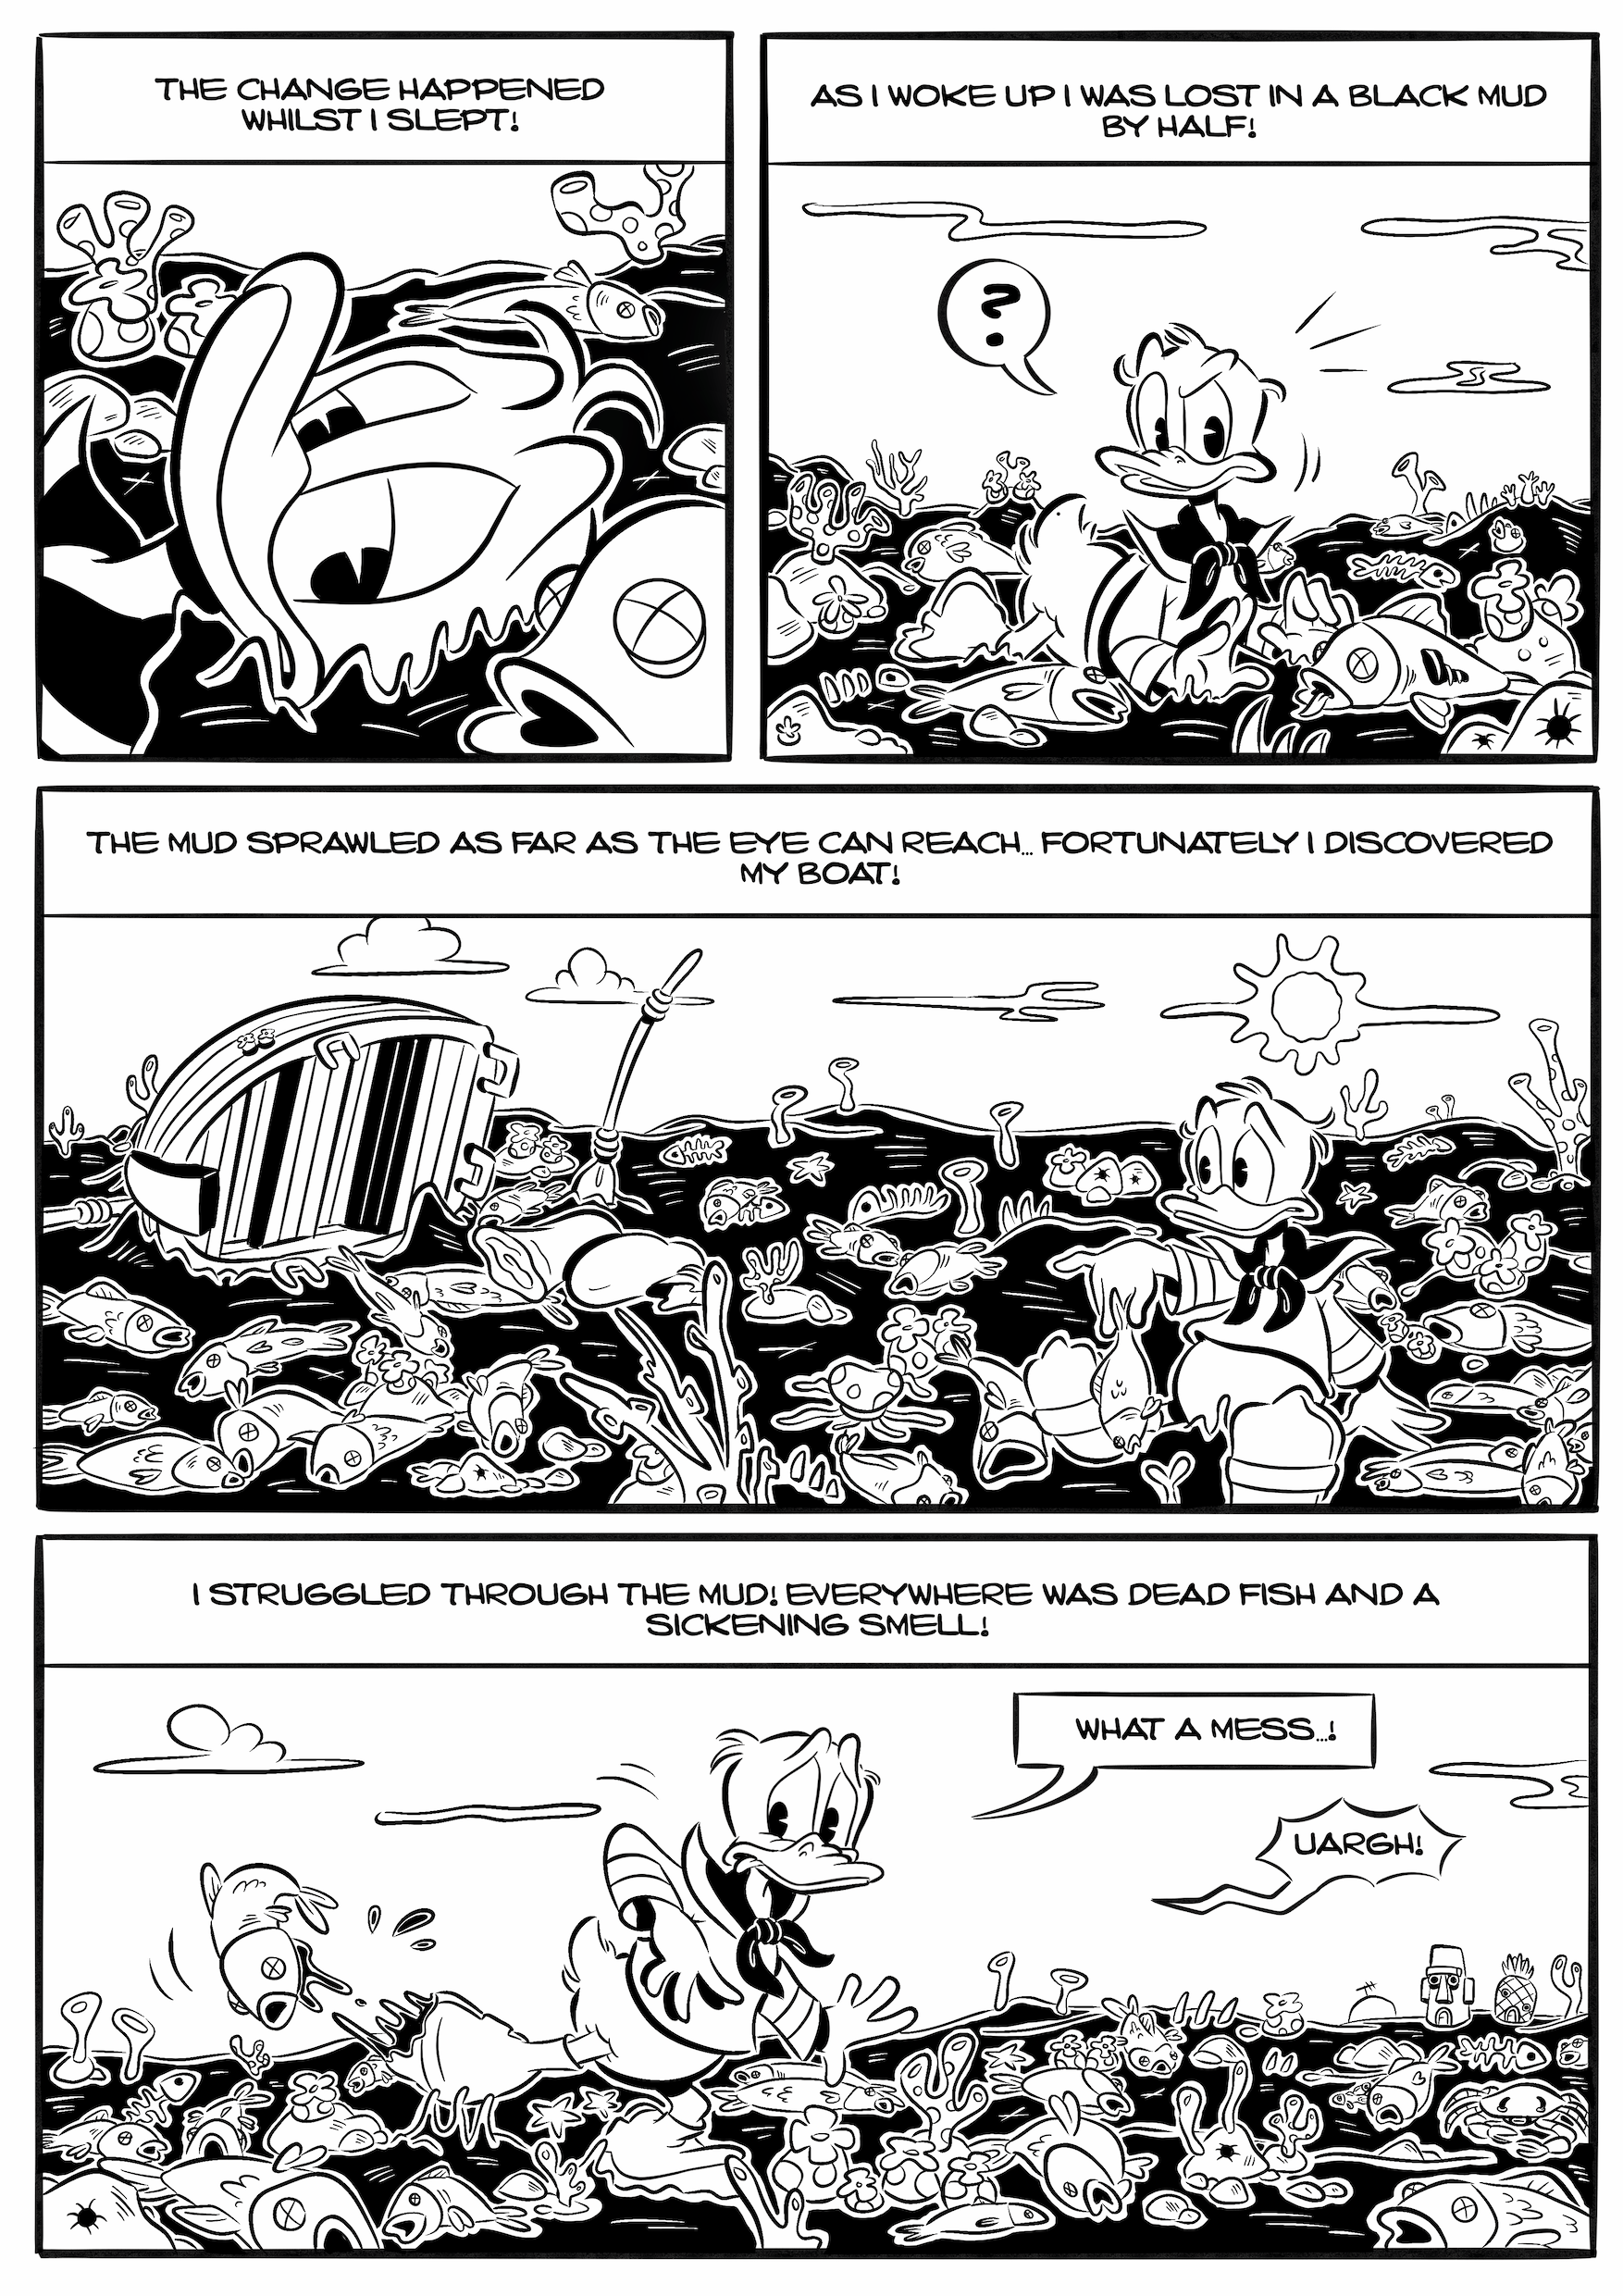 THE CHANGE HAPPENED
WHILST I SLEPT!
AS I WOKE UP I WAS LOST IN A BLACK MUD
BY HALF!
?
THE MUD SPRAWLED AS FAR AS THE EYE CAN REACH... FORTUNATELY I DISCOVERED
MY BOAT!
I STRUGGLED THROUGH THE MUD! EVERYWHERE WAS DEAD FISH AND A
SICKENING SMELL!
WHAT A MESS...!
UARGH!